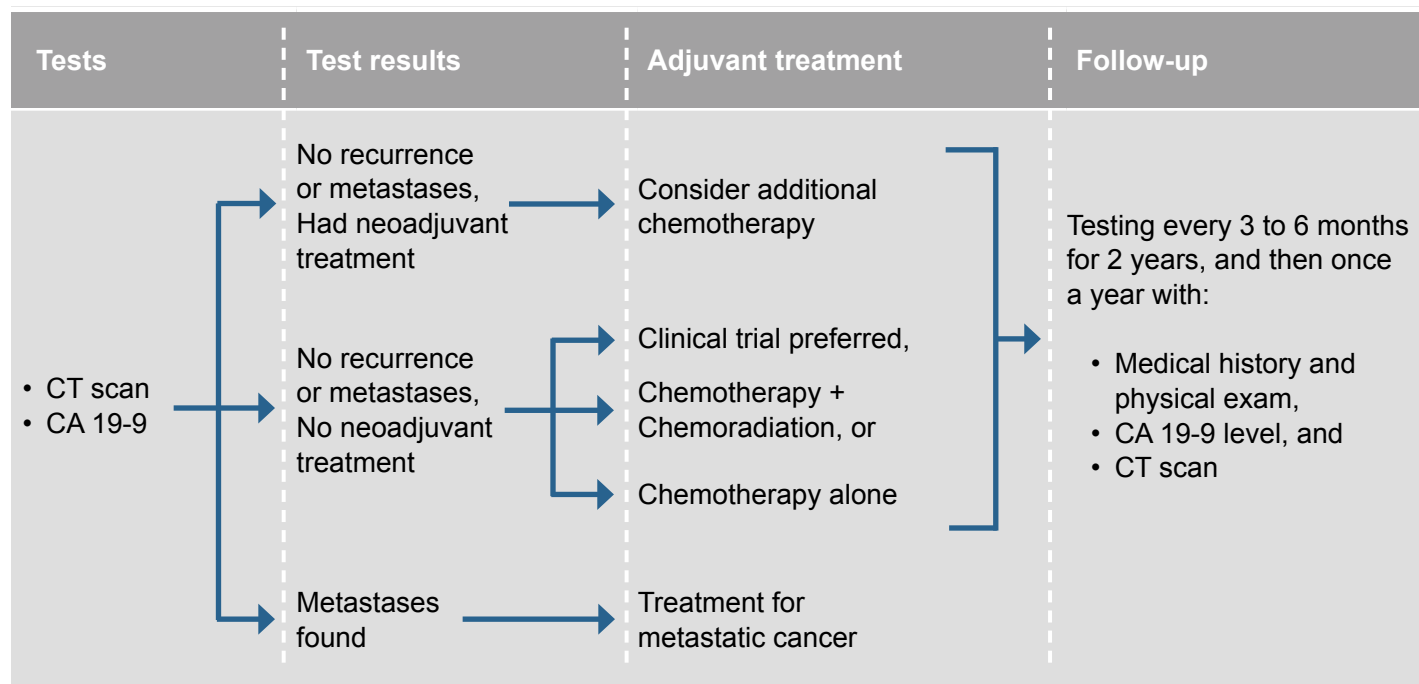 Tests
Test results
Adjuvant treatment
Follow-up
• CT scan
• CA 19-9
No recurrence
or metastases,
Had neoadjuvant
treatment
Consider additional
chemotherapy
No recurrence
or metastases,
No neoadjuvant
treatment
Clinical trial preferred,
Chemotherapy +
Chemoradiation, or
Chemotherapy alone
Metastases
found
Treatment for
metastatic cancer
Testing every 3 to 6 months
for 2 years, and then once
a year with:
• Medical history and
physical exam,
• CA 19-9 level, and
• CT scan